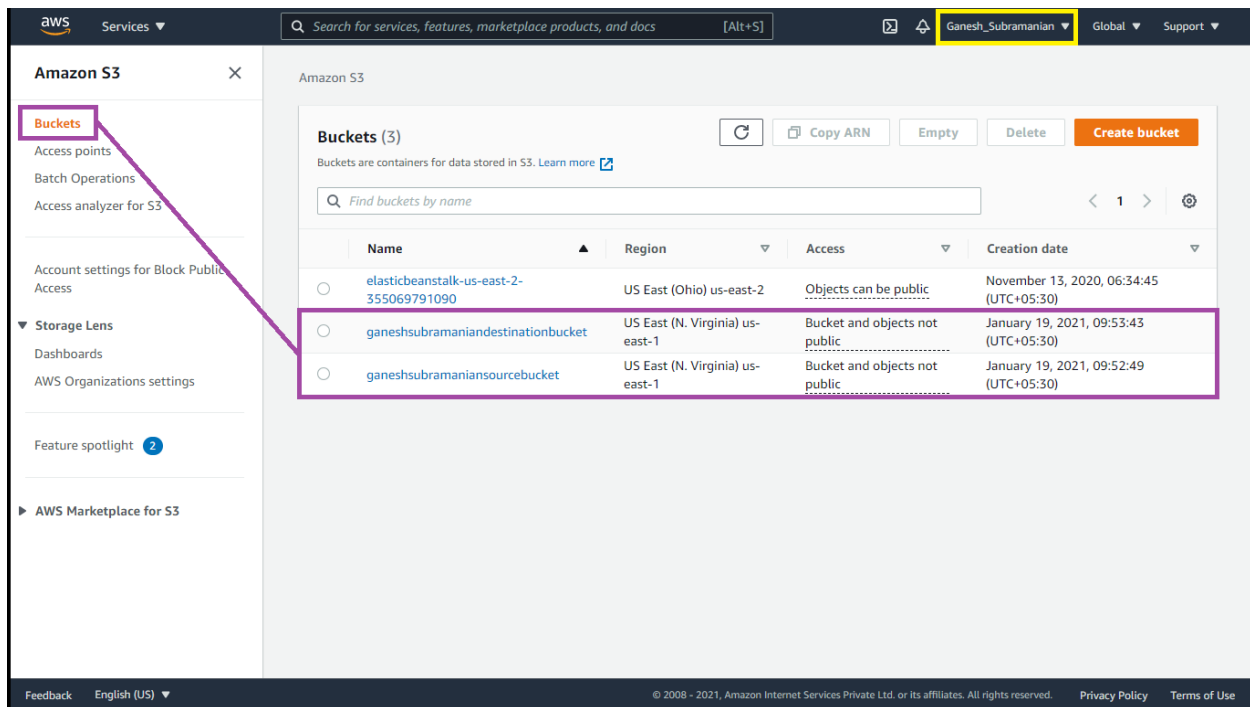 aws
Services
Search for services, features, marketplace products, and docs [Alt+S]
Ganesh_Subramanian
Global
Support
Amazon S3
Buckets
Access points
Batch Operations
Access analyzer for S3
Account settings for Block Public
Access
Storage Lens
Dashboards
AWS Organizations settings
Feature spotlight 2
AWS Marketplace for S3
Amazon S3
Buckets (3)
Copy ARN
Empty
Delete
Create bucket
Buckets are containers for data stored in S3. Learn more
Find buckets by name
1
Name Region Access Creation date
elasticbeanstalk-us-east-2-
355069791090
US East (Ohio) us-east-2
Objects can be public
November 13, 2020, 06:34:45
(UTC+05:30)
ganeshsubramaniandestinationbucket
US East (N. Virginia) us-
east-1
Bucket and objects not
public
January 19, 2021, 09:53:43
(UTC+05:30)
ganeshsubramaniansourcebucket
US East (N. Virginia) us-
east-1
Bucket and objects not
public
January 19, 2021, 09:52:49
(UTC+05:30)
Feedback
English (US)
© 2008 - 2021, Amazon Internet Services Private Ltd. or its affiliates. All rights reserved.
Privacy Policy
Terms of Use